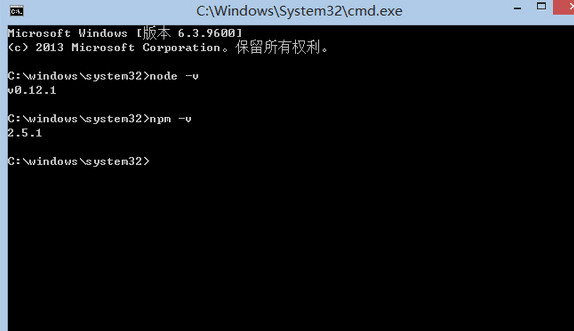 C:\Windows\System32\cmd.exe
Microsoft Windows [版本 6.3.9600]
(c) 2013 Microsoft Corporation。保留所有权利。
C:\windows\system32>node -v
v0.12.1
C:\windows\system32>npm -v
2.5.1
C:\windows\system32>